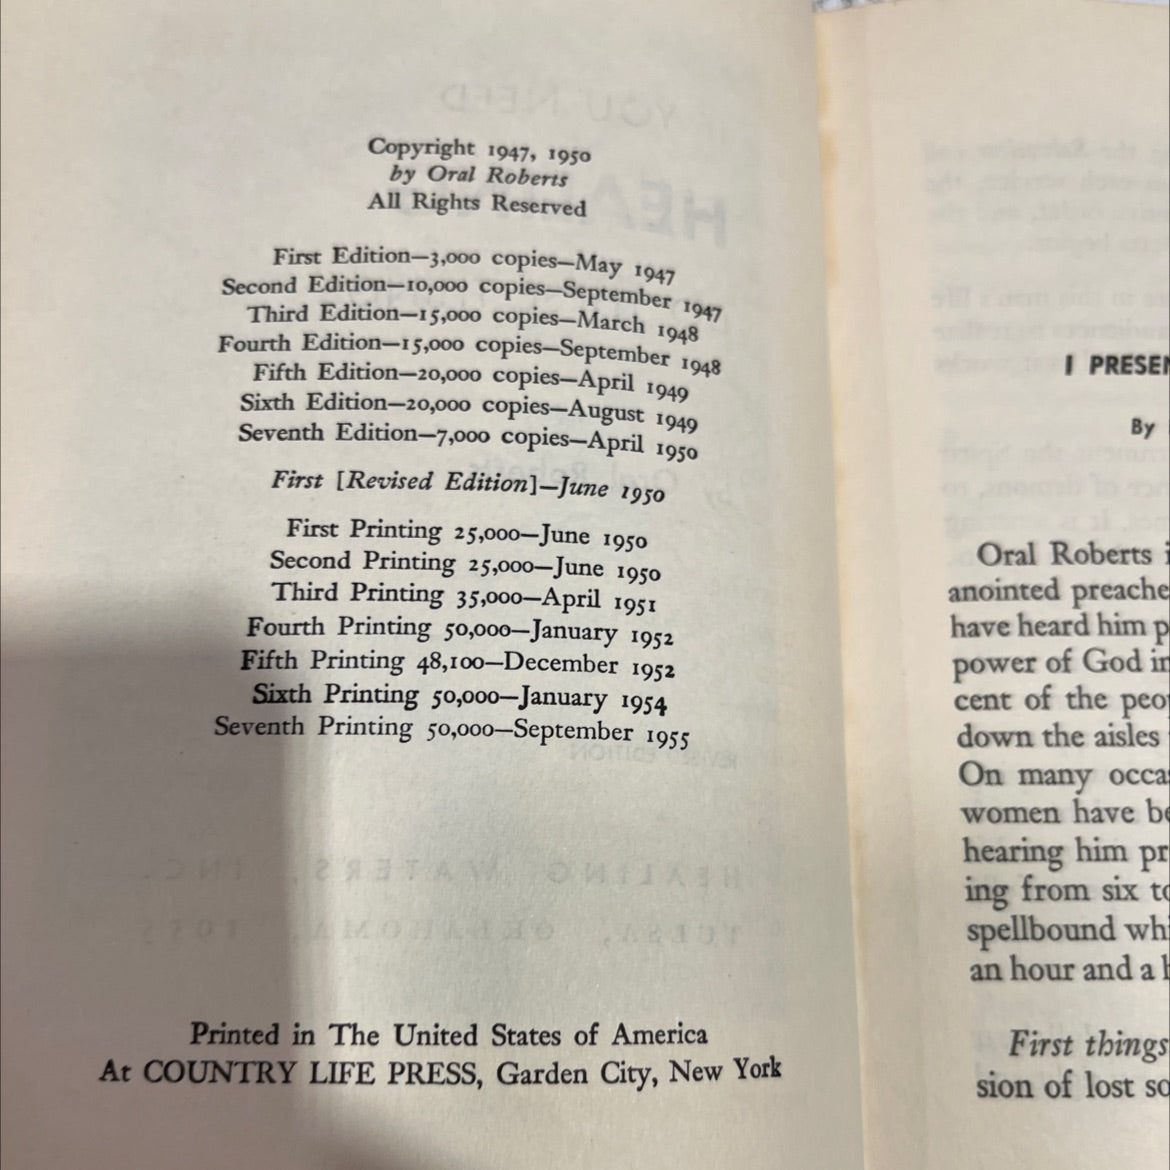 Copyright 1947, 1950
by Oral Roberts
All Rights Reserved
First Edition—3,000 copies—May 1947
Second Edition—10,000 copies—September 1947
Third Edition—15,000 copies—March 1948
Fourth Edition—15,000 copies—September 1948
Fifth Edition—20,000 copies—April 1949
Sixth Edition—20,000 copies—August 1949
Seventh Edition—7,000 copies—April 1950
First [Revised Edition]—June 1950
First Printing 25,000—June 1950
Second Printing 25,000—June 1950
Third Printing 35,000—April 1951
Fourth Printing 50,000—January 1952
Fifth Printing 48,100—December 1952
Sixth Printing 50,000—January 1954
Seventh Printing 50,000—September 1955
Printed in The United States of America
At COUNTRY LIFE PRESS, Garden City, New York
I PRESEN
By
Oral Roberts i
anointed preache
have heard him p
power of God in
cent of the peop
down the aisles
On many occa
women have be
hearing him pr
ing from six to
spellbound whi
an hour and a h
First things
sion of lost so